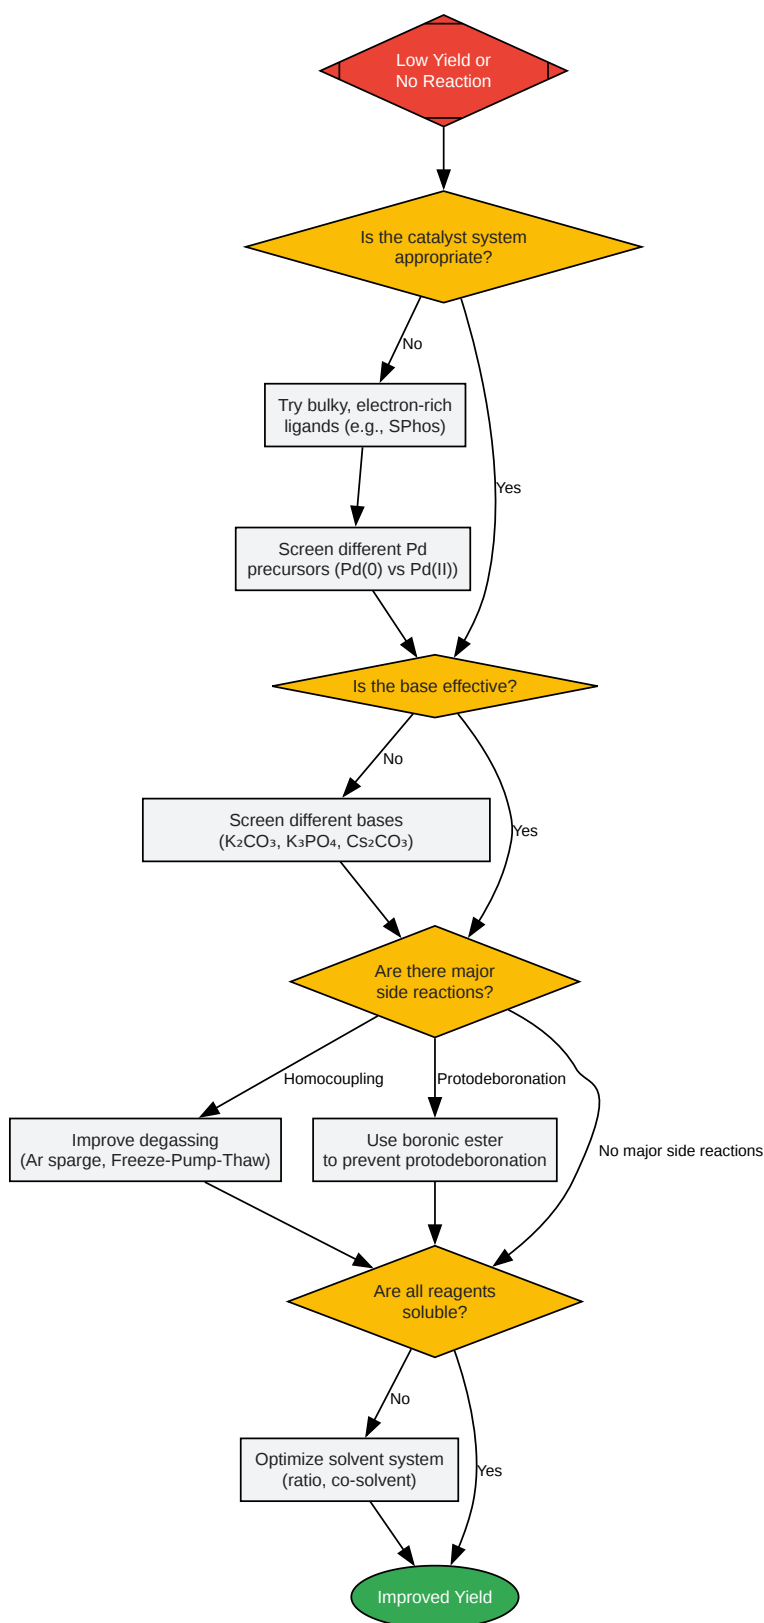 Low Yield or
No Reaction
Is the catalyst system
appropriate?
No
Try bulky, electron-rich
ligands (e.g., SPhos)
Yes
Screen different Pd
precursors (Pd(0) vs Pd(II))
Is the base effective?
No
Screen different bases
(K₂CO₃, K₃PO₄, Cs₂CO₃)
Yes
Are there major
side reactions?
Homocoupling
Protodeboronation
Improve degassing
(Ar sparge, Freeze-Pump-Thaw)
Use boronic ester
to prevent protodeboronation
No major side reactions
Are all reagents
soluble?
No
Optimize solvent system
(ratio, co-solvent)
Yes
Improved Yield